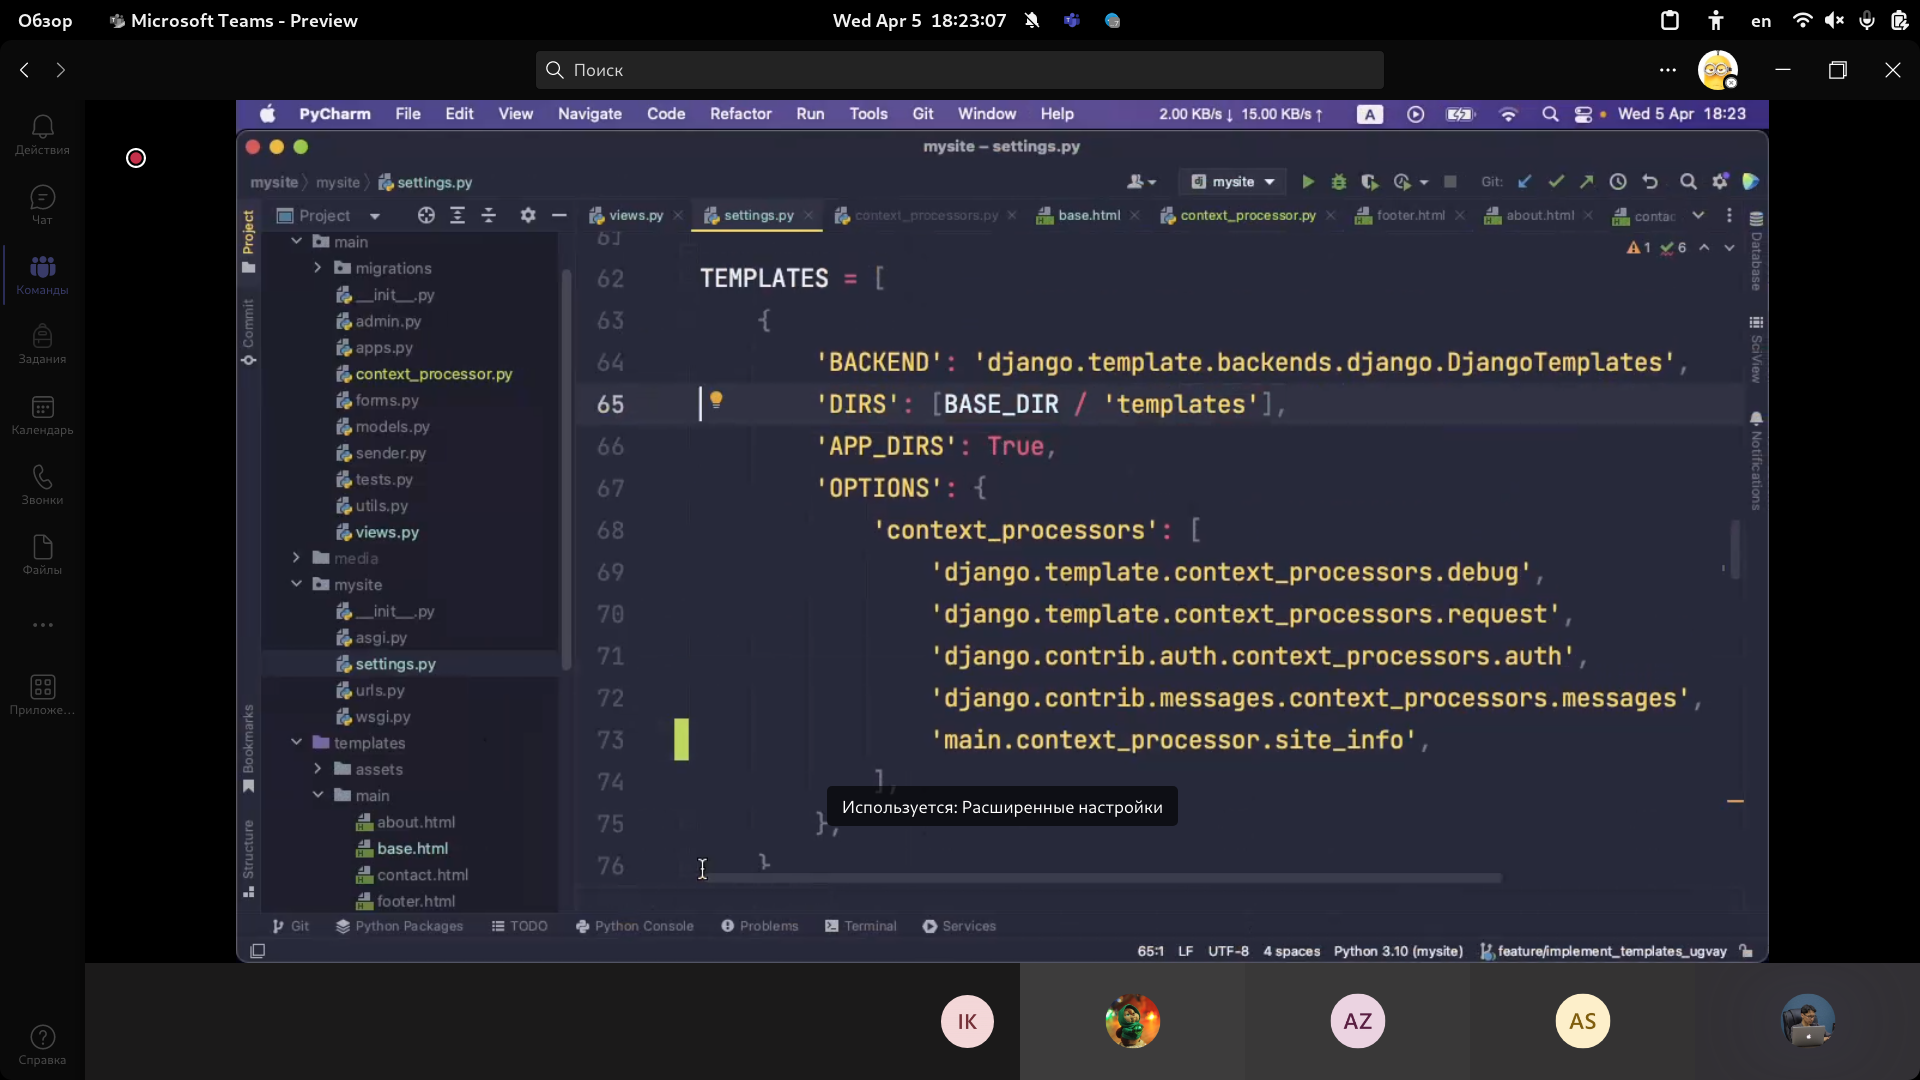 Обзор
Microsoft Teams - Preview
Wed Apr 5 18:23:07
en
Поиск
Действия
Чат
Команды
Задания
Календарь
Звонки
Файлы
Приложе...
Справка
PyCharm File Edit View Navigate Code Refactor Run Tools Git Window Help
2.00 KB/s↓ 15.00 KB/s↑
A
Wed 5 Apr 18:23
mysite – settings.py
mysite › mysite › settings.py
mysite
Git:
Project
views.py
settings.py
context_processors.py
base.html
context_processor.py
footer.html
about.html
contac
Project
Commit
Bookmarks
Structure
main
migrations
__init__.py
admin.py
apps.py
context_processor.py
forms.py
models.py
sender.py
tests.py
utils.py
views.py
media
mysite
__init__.py
asgi.py
settings.py
urls.py
wsgi.py
templates
assets
main
about.html
base.html
contact.html
footer.html
1 6
61
62 TEMPLATES = [
63 {
64 'BACKEND': 'django.template.backends.django.DjangoTemplates',
65 'DIRS': [BASE_DIR / 'templates'],
66 'APP_DIRS': True,
67 'OPTIONS': {
68 'context_processors': [
69 'django.template.context_processors.debug',
70 'django.template.context_processors.request',
71 'django.contrib.auth.context_processors.auth',
72 'django.contrib.messages.context_processors.messages',
73 'main.context_processor.site_info',
74 ],
75 },
76 }
Используется: Расширенные настройки
Database
SciView
Notifications
Git
Python Packages
TODO
Python Console
Problems
Terminal
Services
65:1 LF UTF-8 4 spaces Python 3.10 (mysite) feature/implement_templates_ugvay
IK
AZ
AS